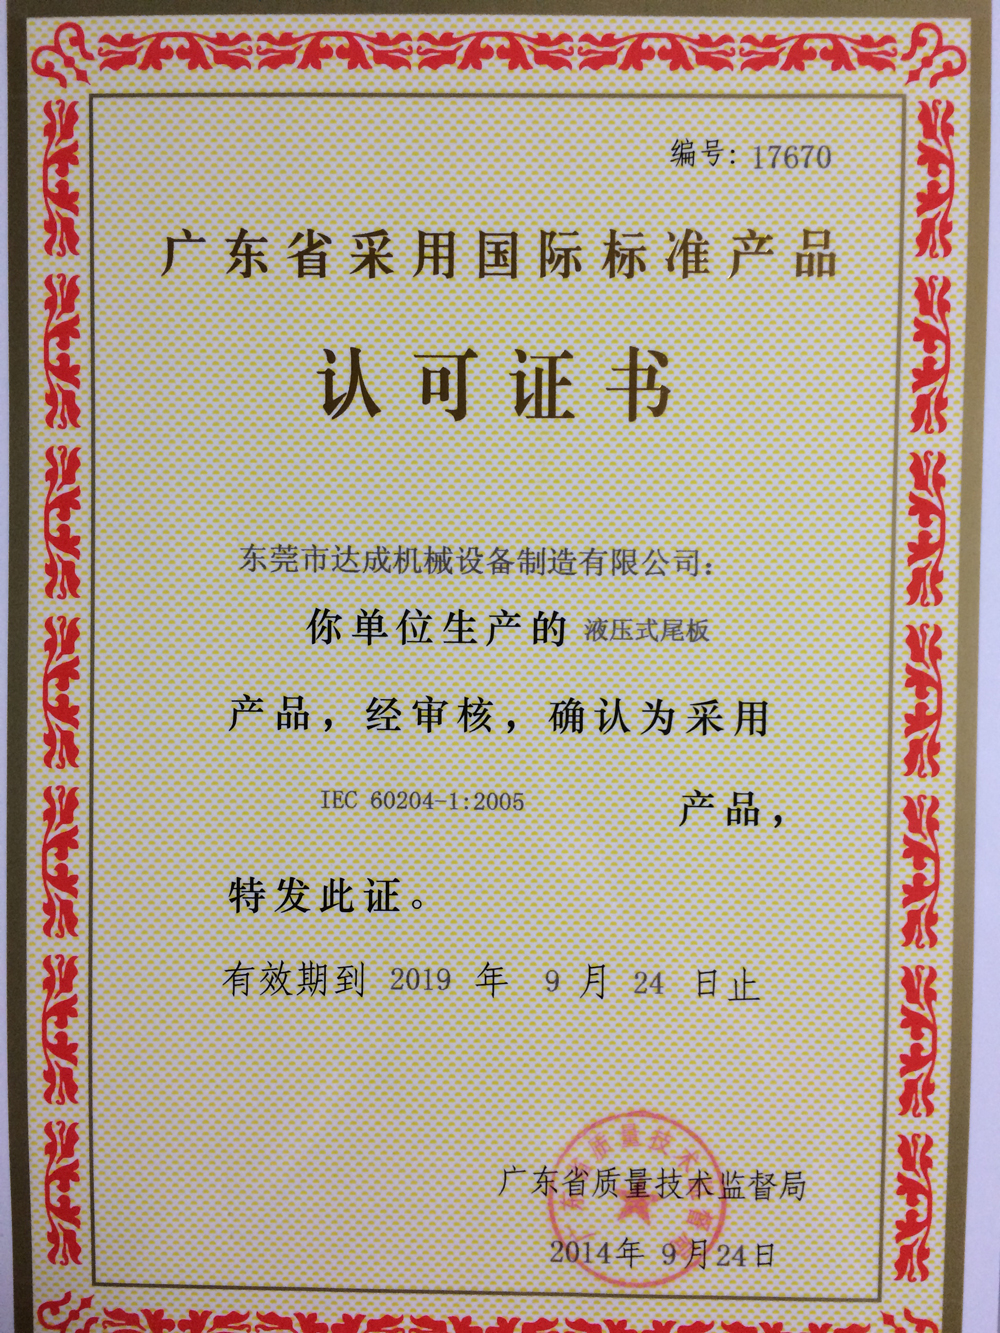 编号：17670
广东省采用国际标准产品
认可证书
东莞市达成机械设备制造有限公司：
你单位生产的 液压式尾板
产品，经审核，确认为采用
IEC 60204-1:2005 产品，
特发此证。
有效期到 2019 年 9 月 24 日止
广东省质量技术监督局
2014年 9月24日